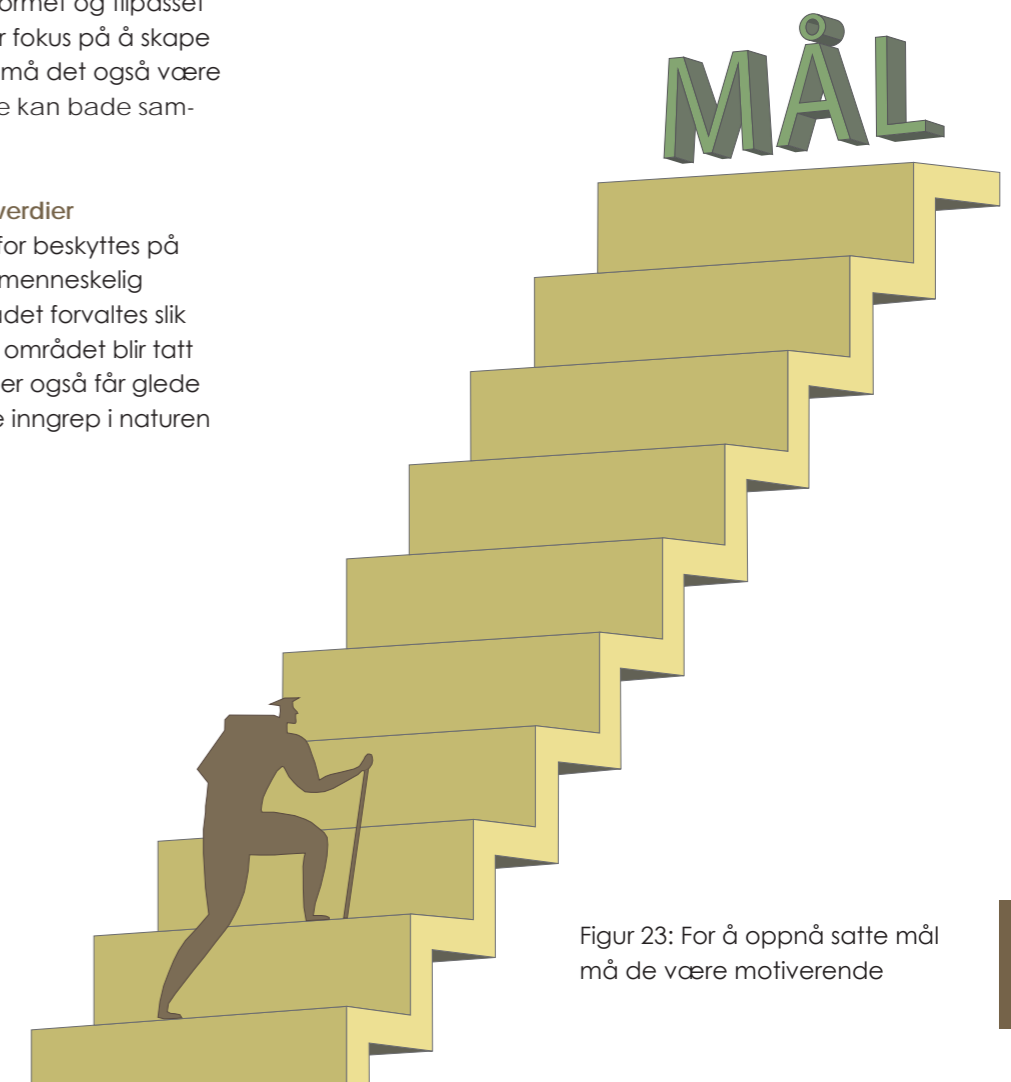 ormet og tilpasset
r fokus på å skape
må det også være
e kan bade sam-
verdier
for beskyttes på
menneskelig
det forvaltes slik
området blir tatt
er også får glede
e inngrep i naturen
MÅL
Figur 23: For å oppnå satte mål
må de være motiverende